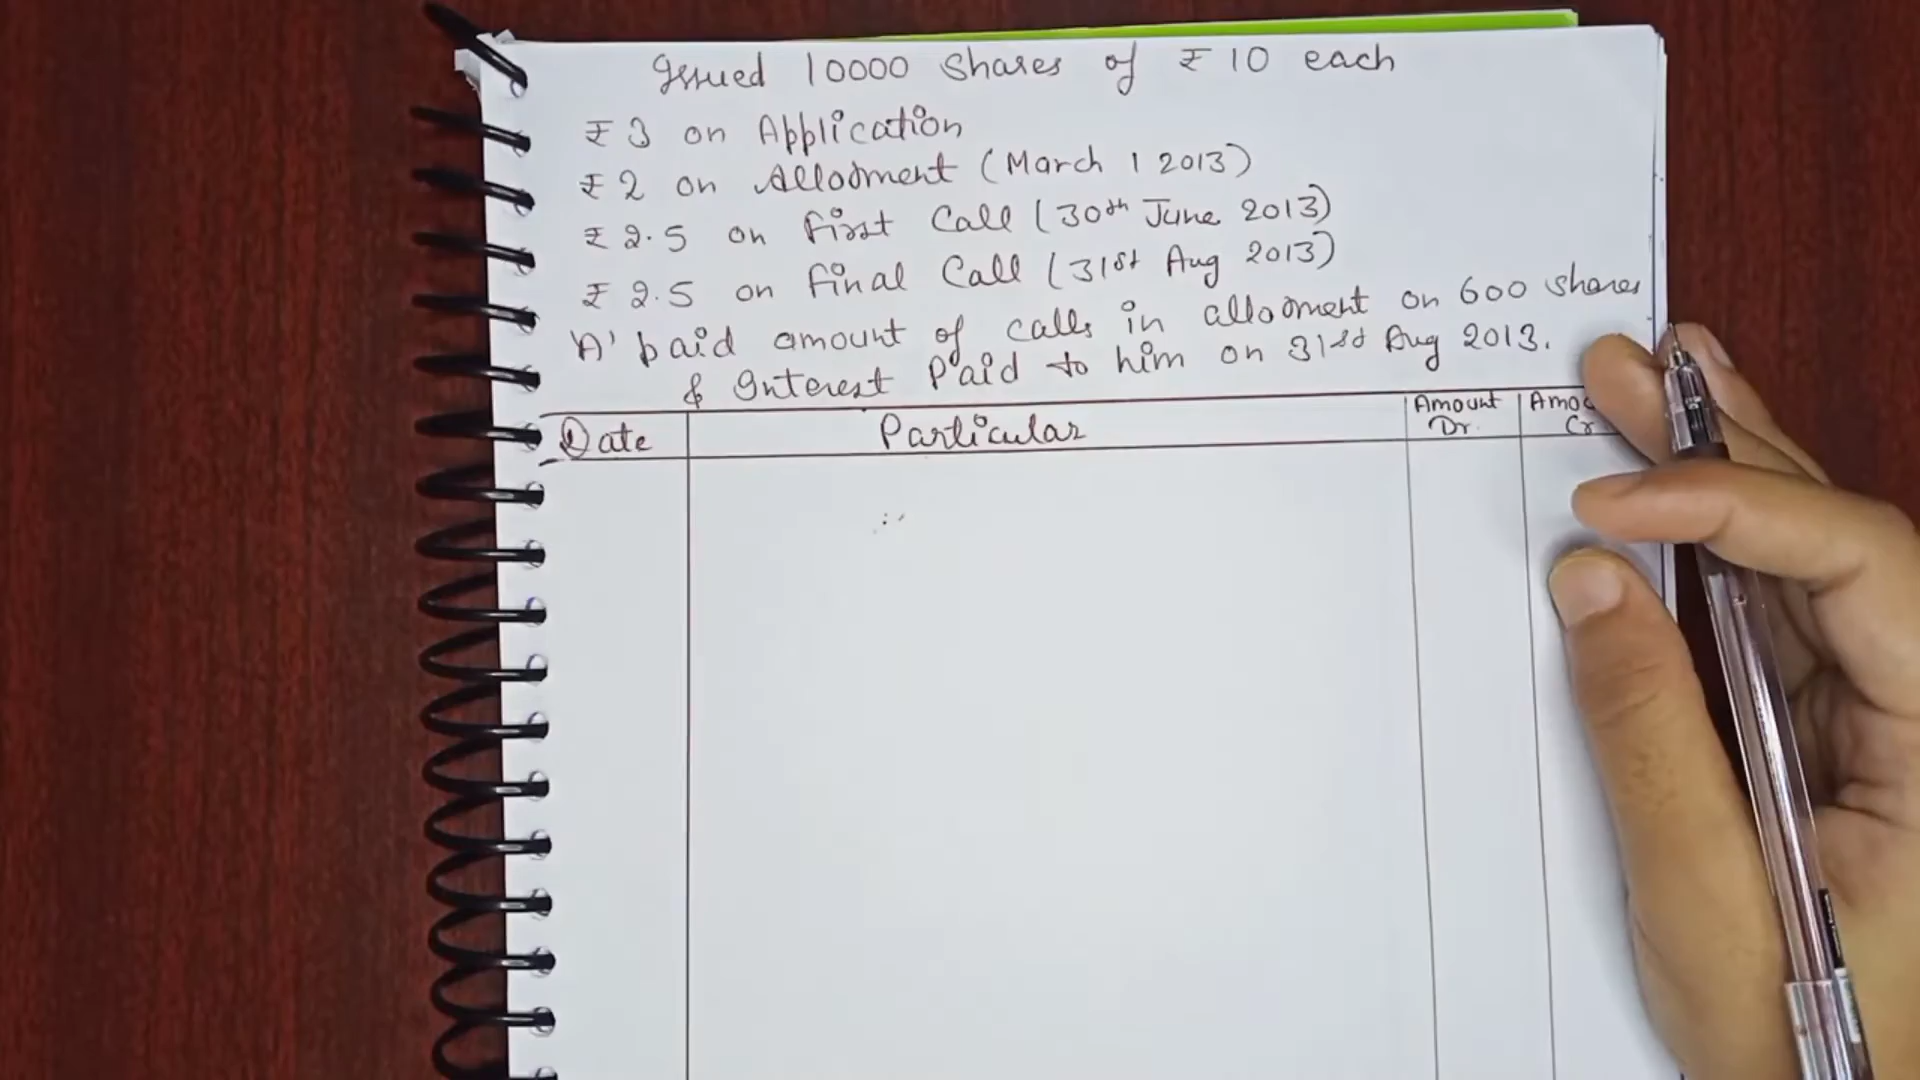 Issued 10000 shares of ₹ 10 each
₹ 3 on Application
₹ 2 on Allotment (March 1 2013)
₹ 2.5 on First Call (30th June 2013)
₹ 2.5 on Final Call (31st Aug 2013)
'A' paid amount of calls in allotment on 600 shares
& Interest Paid to him on 31st Aug 2013.
Date Particular Amount Dr. Amo Cr